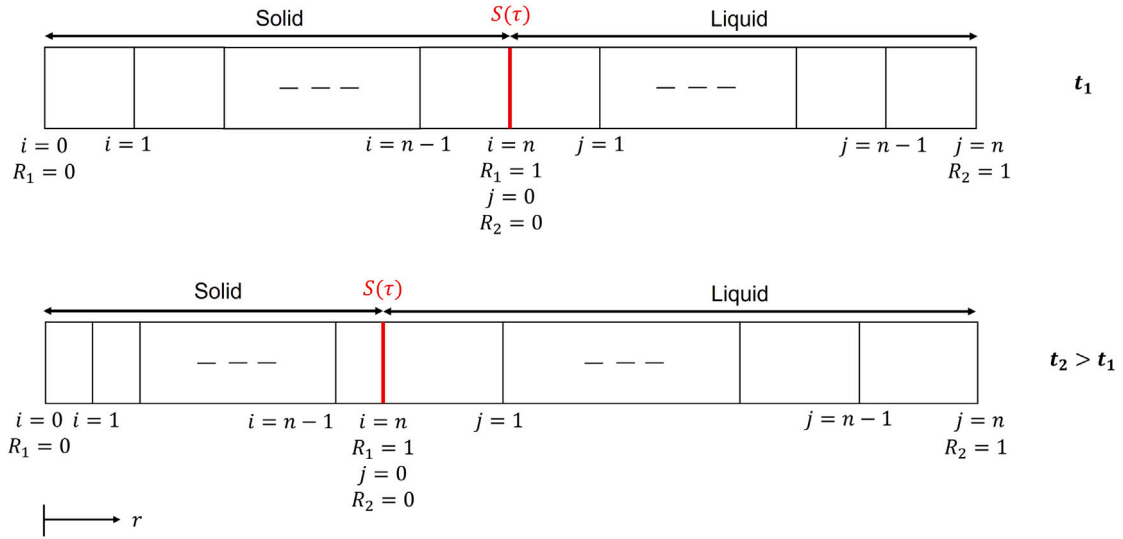 Solid S(τ) Liquid
t₁
i = 0 i = 1 i = n − 1 i = n j = 1 j = n − 1 j = n
R₁ = 0 R₁ = 1 R₂ = 1
j = 0
R₂ = 0
Solid S(τ) Liquid
t₂ > t₁
i = 0 i = 1 i = n − 1 i = n j = 1 j = n − 1 j = n
R₁ = 0 R₁ = 1 R₂ = 1
j = 0
R₂ = 0
r